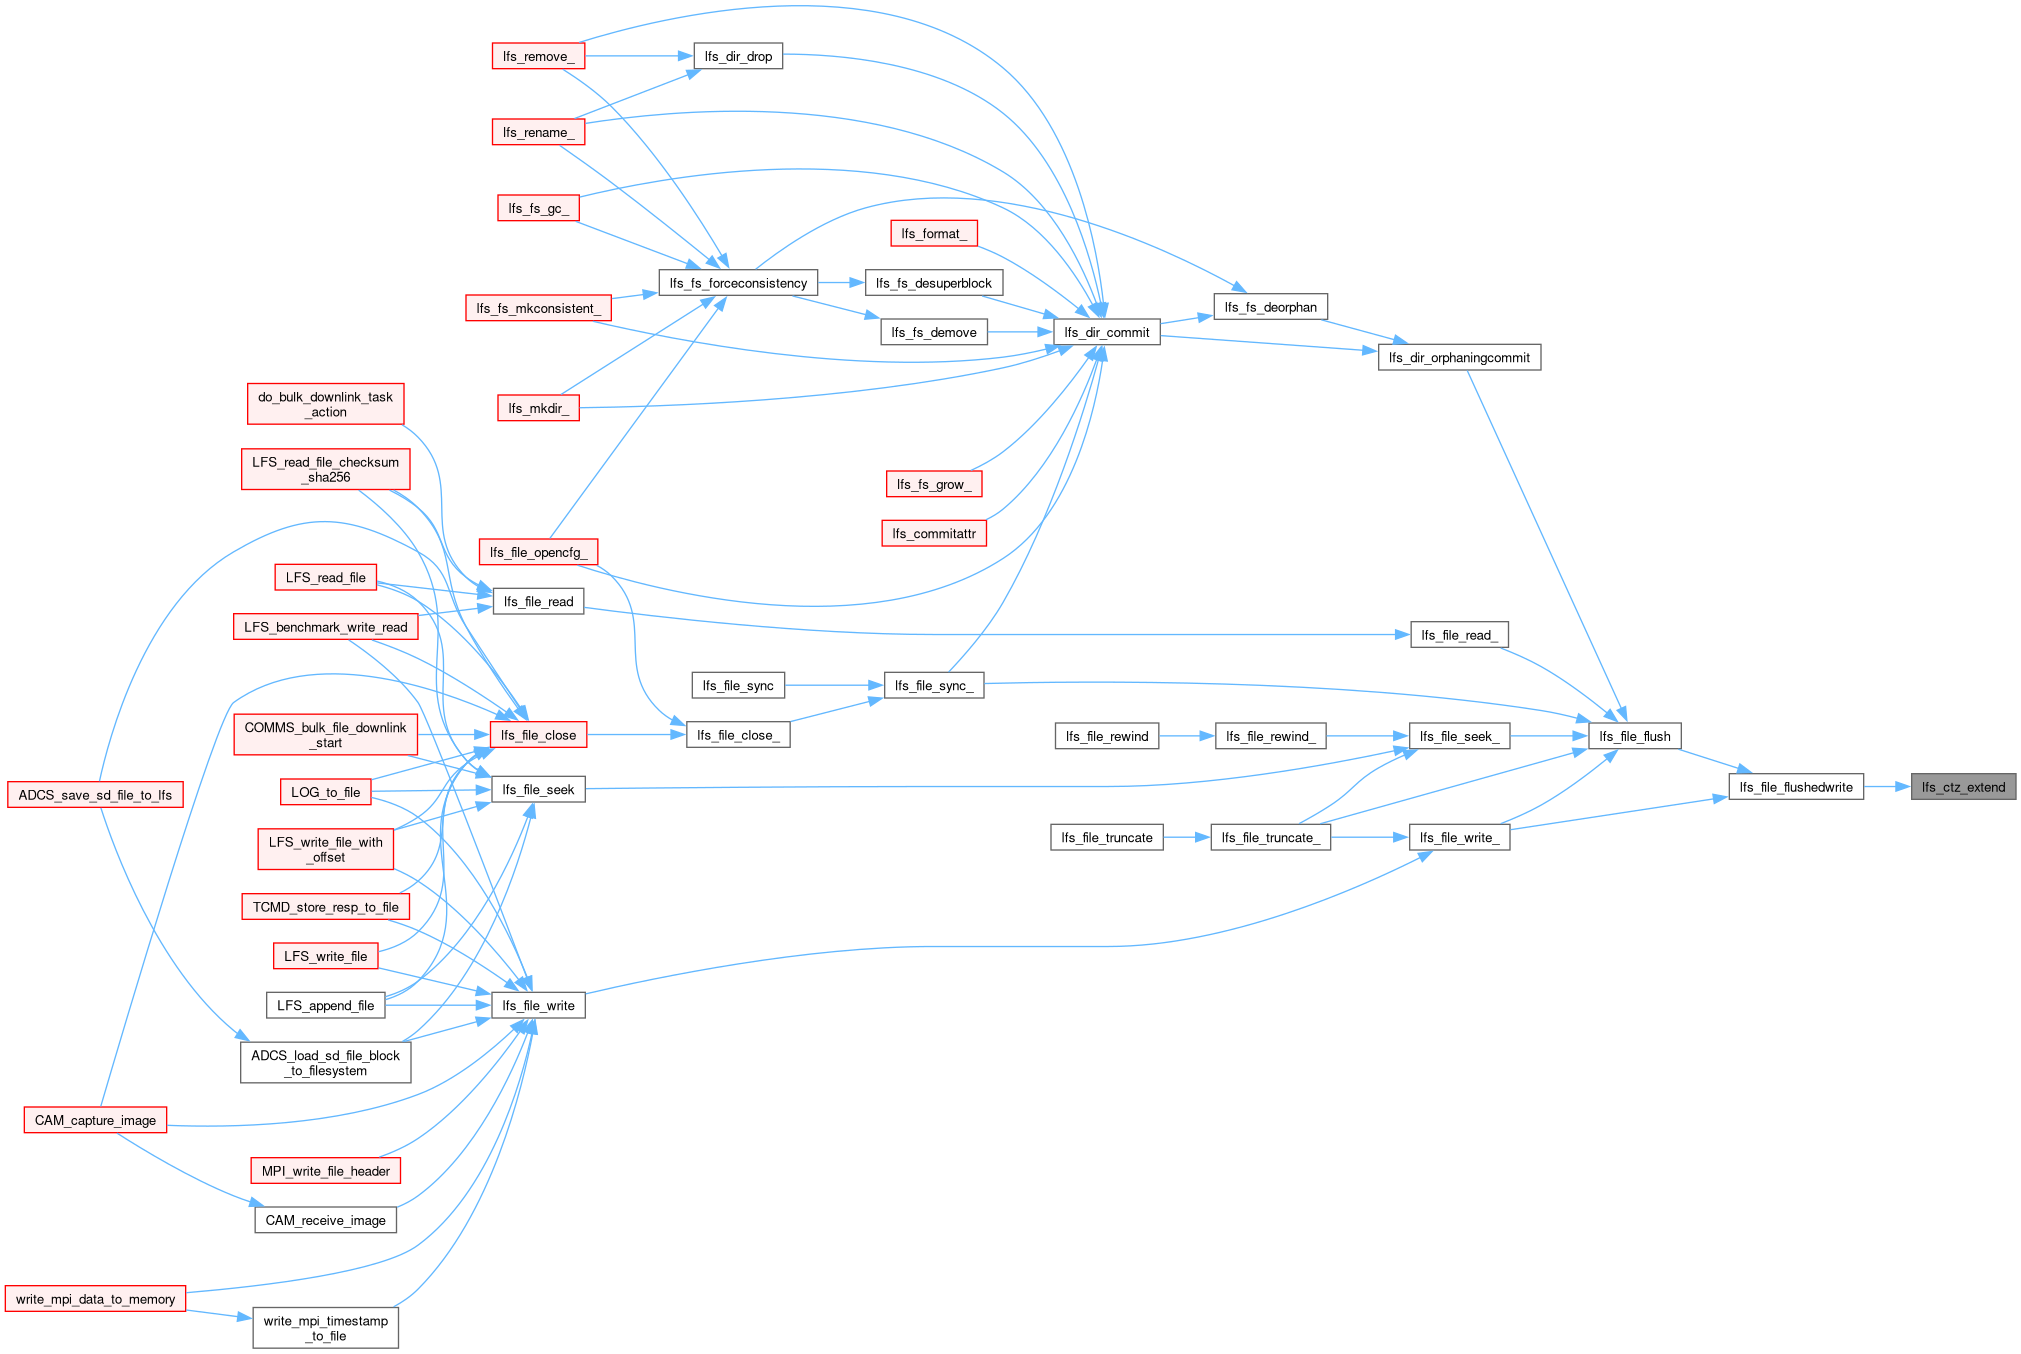 lfs_remove_
lfs_dir_drop
lfs_rename_
lfs_fs_gc_
lfs_format_
lfs_fs_forceconsistency
lfs_fs_desuperblock
lfs_fs_mkconsistent_
lfs_fs_deorphan
lfs_fs_demove
lfs_dir_commit
lfs_dir_orphaningcommit
do_bulk_downlink_task
_action
lfs_mkdir_
LFS_read_file_checksum
_sha256
lfs_fs_grow_
lfs_commitattr
lfs_file_opencfg_
LFS_read_file
lfs_file_read
LFS_benchmark_write_read
lfs_file_read_
lfs_file_sync
lfs_file_sync_
COMMS_bulk_file_downlink
_start
lfs_file_close
lfs_file_close_
lfs_file_rewind
lfs_file_rewind_
lfs_file_seek_
lfs_file_flush
ADCS_save_sd_file_to_lfs
LOG_to_file
lfs_file_seek
lfs_file_flushedwrite
lfs_ctz_extend
LFS_write_file_with
_offset
lfs_file_truncate
lfs_file_truncate_
lfs_file_write_
TCMD_store_resp_to_file
LFS_write_file
LFS_append_file
lfs_file_write
ADCS_load_sd_file_block
_to_filesystem
CAM_capture_image
MPI_write_file_header
CAM_receive_image
write_mpi_data_to_memory
write_mpi_timestamp
_to_file